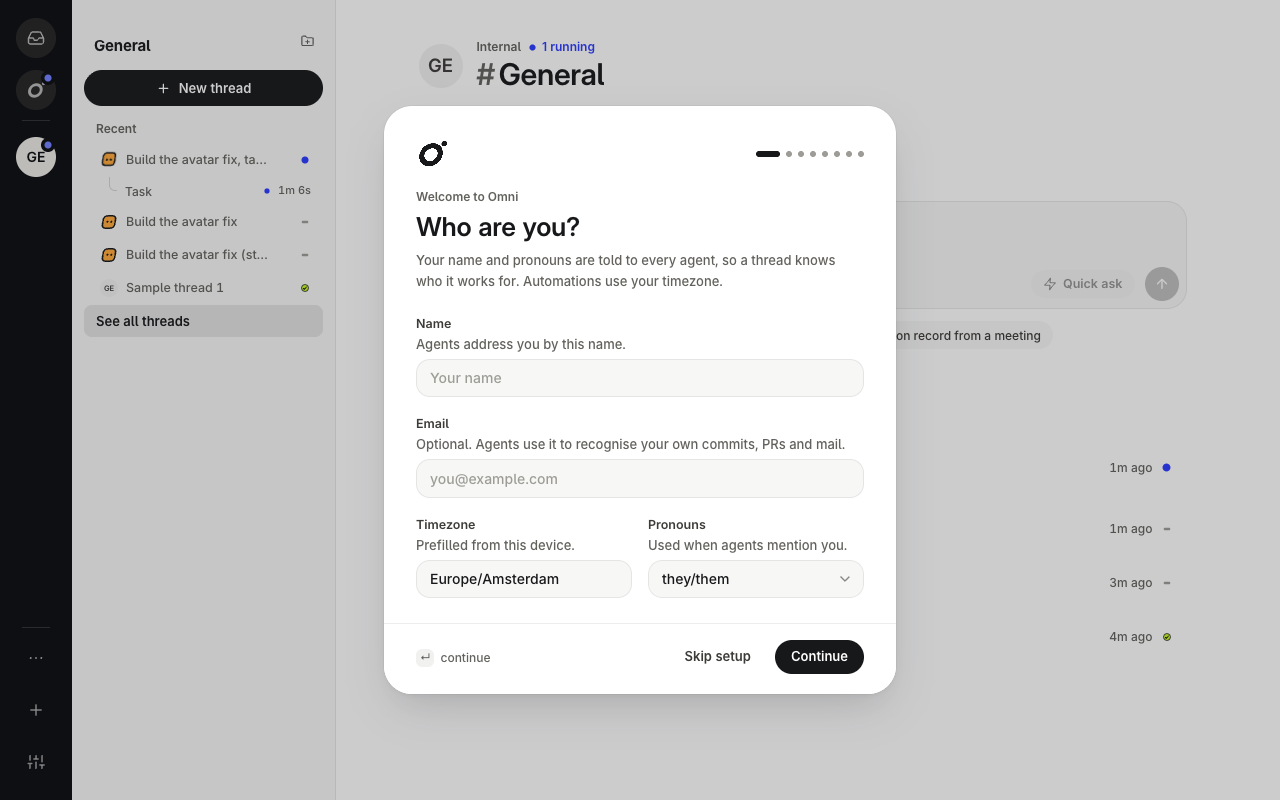 General
New thread
Recent
Build the avatar fix, ta...
Task
1m 6s
Build the avatar fix
Build the avatar fix (st...
GE
Sample thread 1
See all threads
GE
GE
Internal
1 running
# General
Quick ask
on record from a meeting
1m ago
1m ago
3m ago
4m ago
Welcome to Omni
Who are you?
Your name and pronouns are told to every agent, so a thread knows
who it works for. Automations use your timezone.
Name
Agents address you by this name.
Your name
Email
Optional. Agents use it to recognise your own commits, PRs and mail.
you@example.com
Timezone
Prefilled from this device.
Europe/Amsterdam
Pronouns
Used when agents mention you.
they/them
continue
Skip setup
Continue